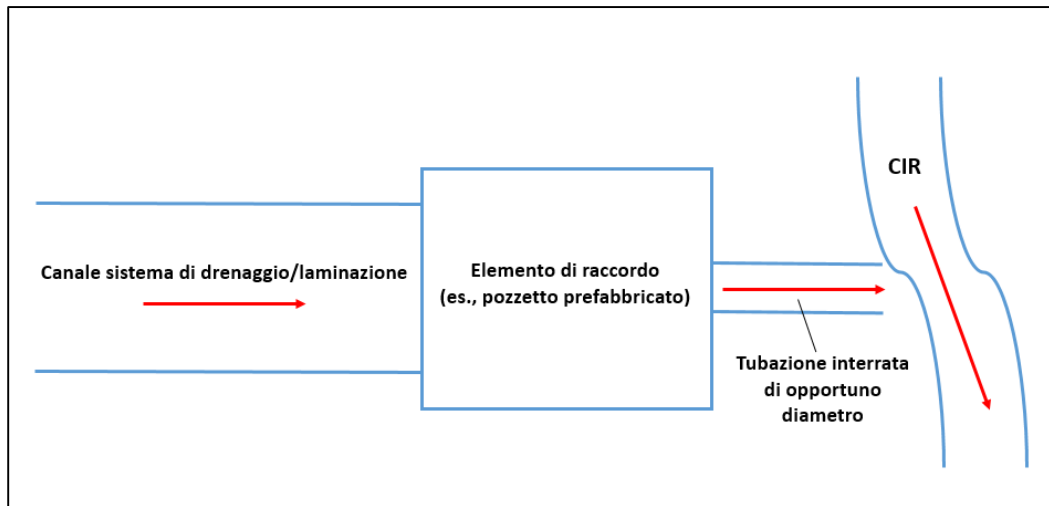 CIR
Canale sistema di drenaggio/laminazione
Elemento di raccordo
(es., pozzetto prefabbricato)
Tubazione interrata
di opportuno
diametro